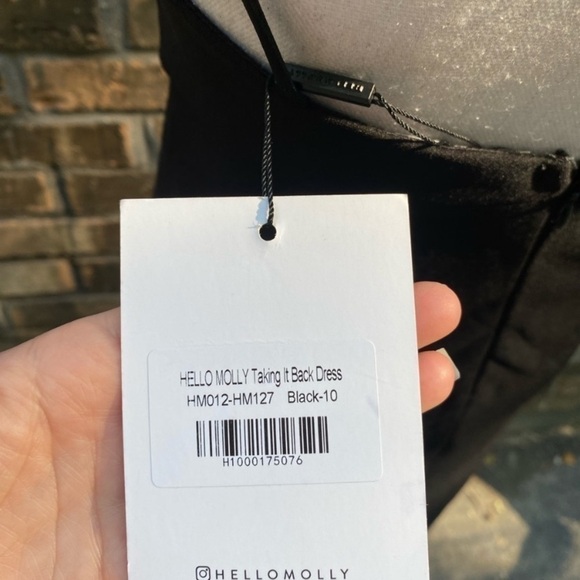 HELLO MOLLY Taking It Back Dress
HM012-HM127 Black-10
H1000175076
HELLOMOLLY